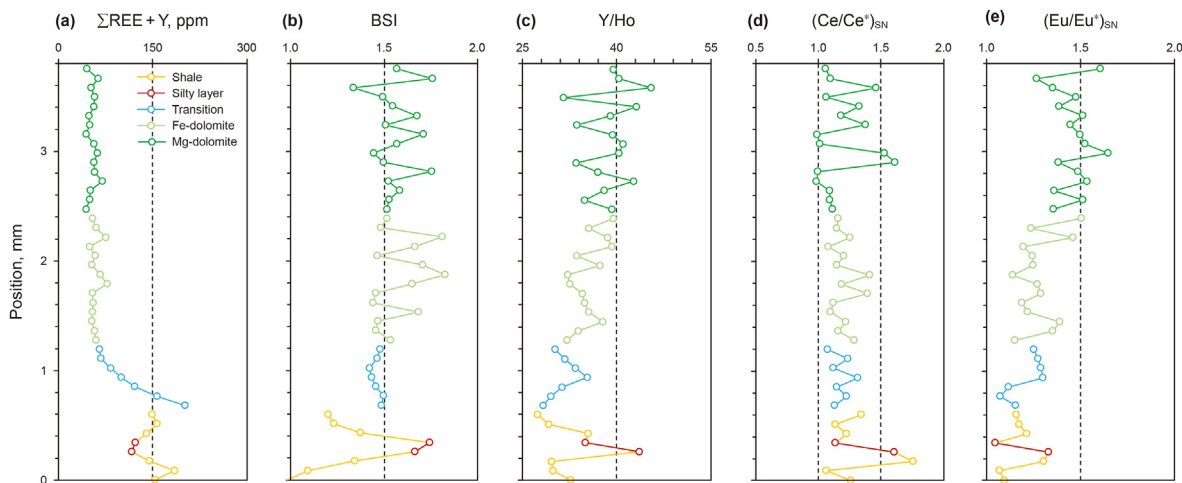 (a) ∑REE + Y, ppm
0 150 300
Shale
Silty layer
Transition
Fe-dolomite
Mg-dolomite
Position, mm
3
2
1
0
(b) BSI
1.0 1.5 2.0
(c) Y/Ho
25 40 55
(d) (Ce/Ce*)SN
0.5 1.0 1.5 2.0
(e) (Eu/Eu*)SN
1.0 1.5 2.0